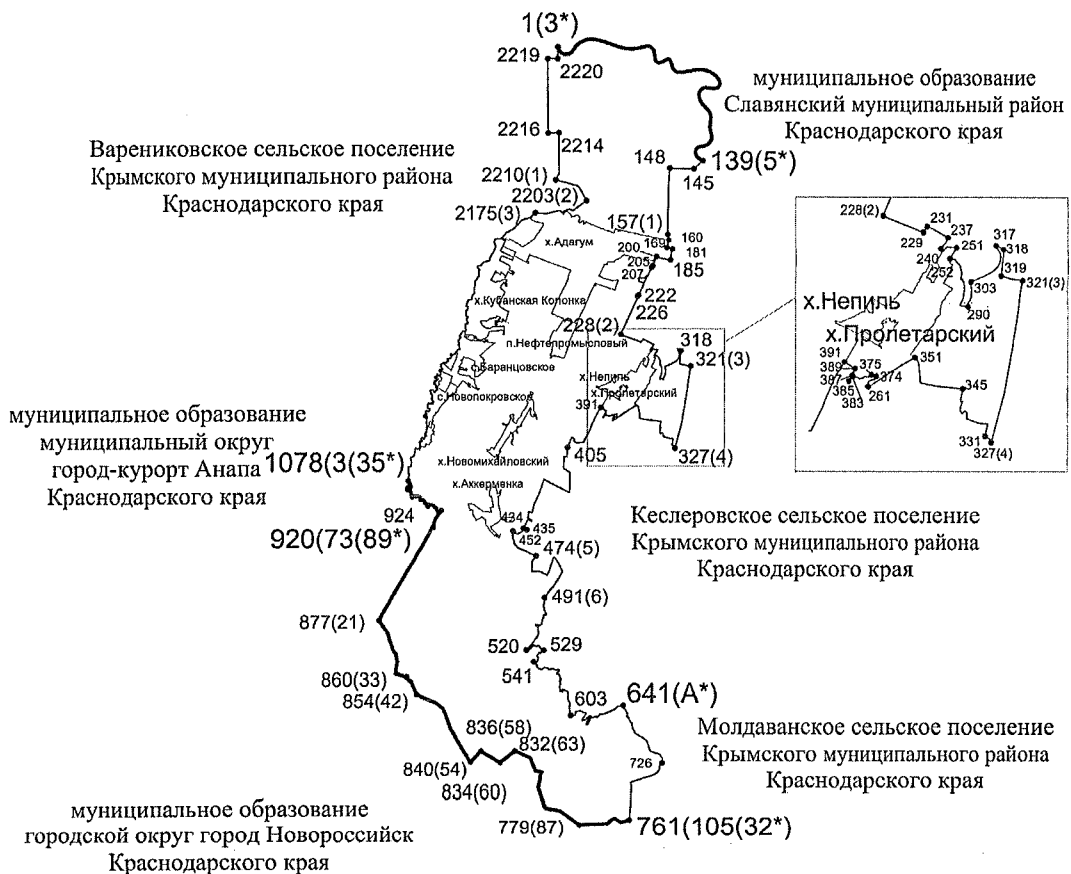 1(3*)
2219
2220
муниципальное образование
Славянский муниципальный район
Краснодарского края
2216
2214
Варениковское сельское поселение
Крымского муниципального района
Краснодарского края
148
139(5*)
145
2210(1)
2203(2)
2175(3)
157(1)
160
169
181
200
205
207
185
х.Адагум
222
226
х.Кубанская Колонка
228(2)
п.Нефтепромысловый
318
321(3)
с.Баранцовское
х.Непиль
х.Пролетарский
с.Новопокровское
391
405
327(4)
228(2)
231
229
237
240
251
252
317
318
319
303
321(3)
290
х.Непиль
х.Пролетарский
391
389
375
351
387
374
385
261
383
345
331
327(4)
муниципальное образование
муниципальный округ
город-курорт Анапа
Краснодарского края
1078(3(35*)
х.Новомихайловский
х.Аккерменка
924
920(73(89*)
434
435
452
474(5)
Кеслеровское сельское поселение
Крымского муниципального района
Краснодарского края
491(6)
877(21)
520
529
541
860(33)
854(42)
603
641(А*)
836(58)
832(63)
840(54)
834(60)
726
Молдаванское сельское поселение
Крымского муниципального района
Краснодарского края
779(87)
761(105(32*)
муниципальное образование
городской округ город Новороссийск
Краснодарского края